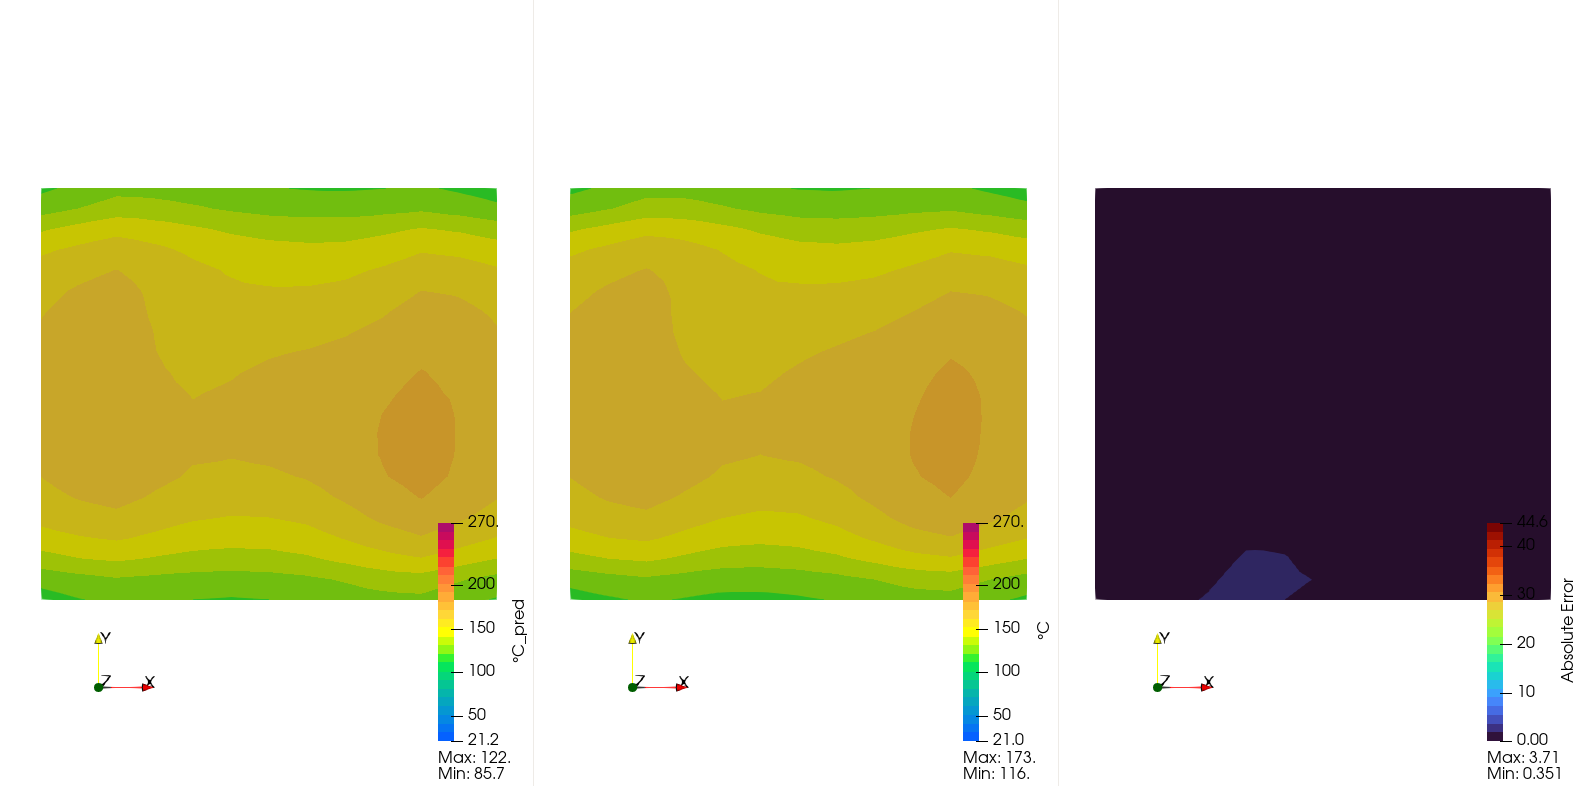 270.
200
150
100
50
21.2
°C_pred
Max: 122.
Min: 85.7
Y
Z
X
270.
200
150
100
50
21.0
°C
Max: 173.
Min: 116.
Y
Z
X
44.6
40
30
20
10
0.00
Absolute Error
Max: 3.71
Min: 0.351
Y
Z
X